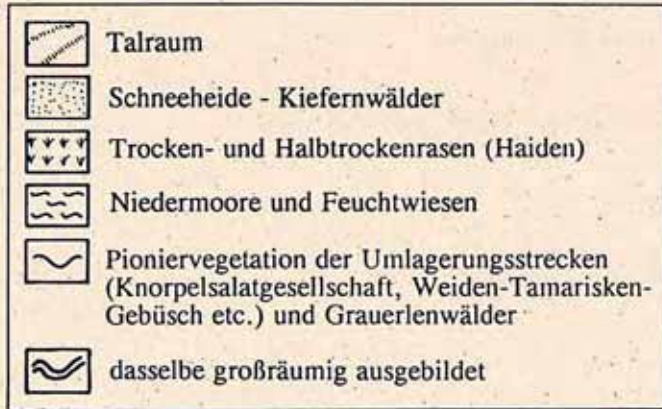 Talraum
Schneeheide - Kiefernwälder
Trocken- und Halbtrockenrasen (Haiden)
Niedermoore und Feuchtwiesen
Pioniervegetation der Umlagerungsstrecken
(Knorpelsalatgesellschaft, Weiden-Tamarisken-
Gebüsch etc.) und Grauerlenwälder
dasselbe großräumig ausgebildet